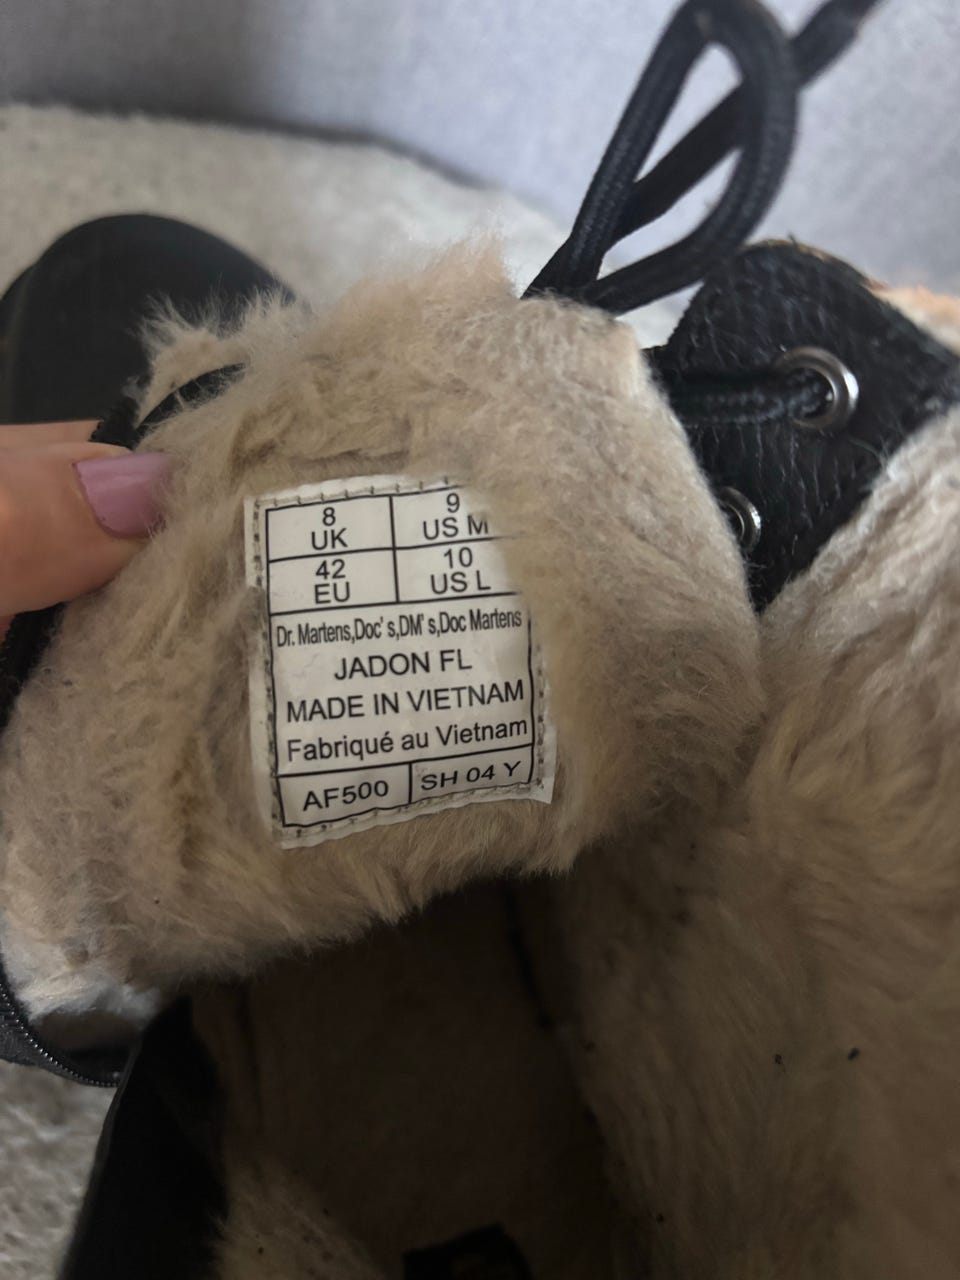 8 UK
9 US M
42 EU
10 US L
Dr. Martens,Doc' s,DM' s,Doc Martens
JADON FL
MADE IN VIETNAM
Fabriqué au Vietnam
AF500
SH 04 Y